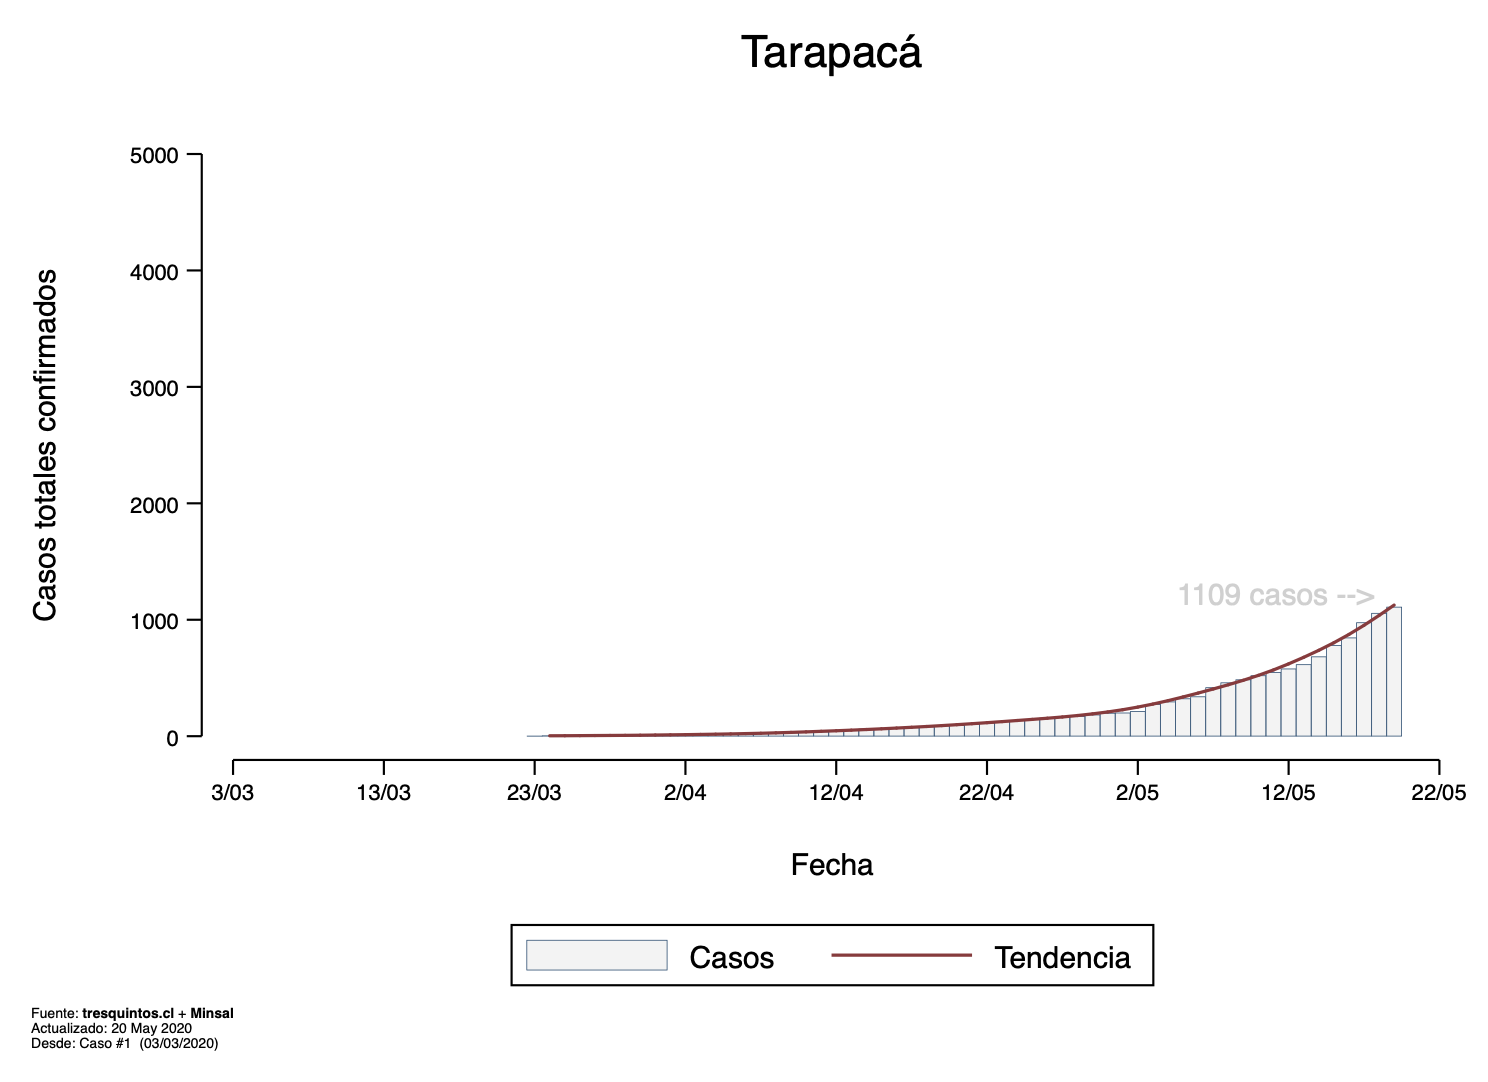 Tarapacá
Casos totales confirmados
5000
4000
3000
2000
1000
0
1109 casos -->
3/03 13/03 23/03 2/04 12/04 22/04 2/05 12/05 22/05
Fecha
Casos Tendencia
Fuente: tresquintos.cl + Minsal
Actualizado: 20 May 2020
Desde: Caso #1 (03/03/2020)